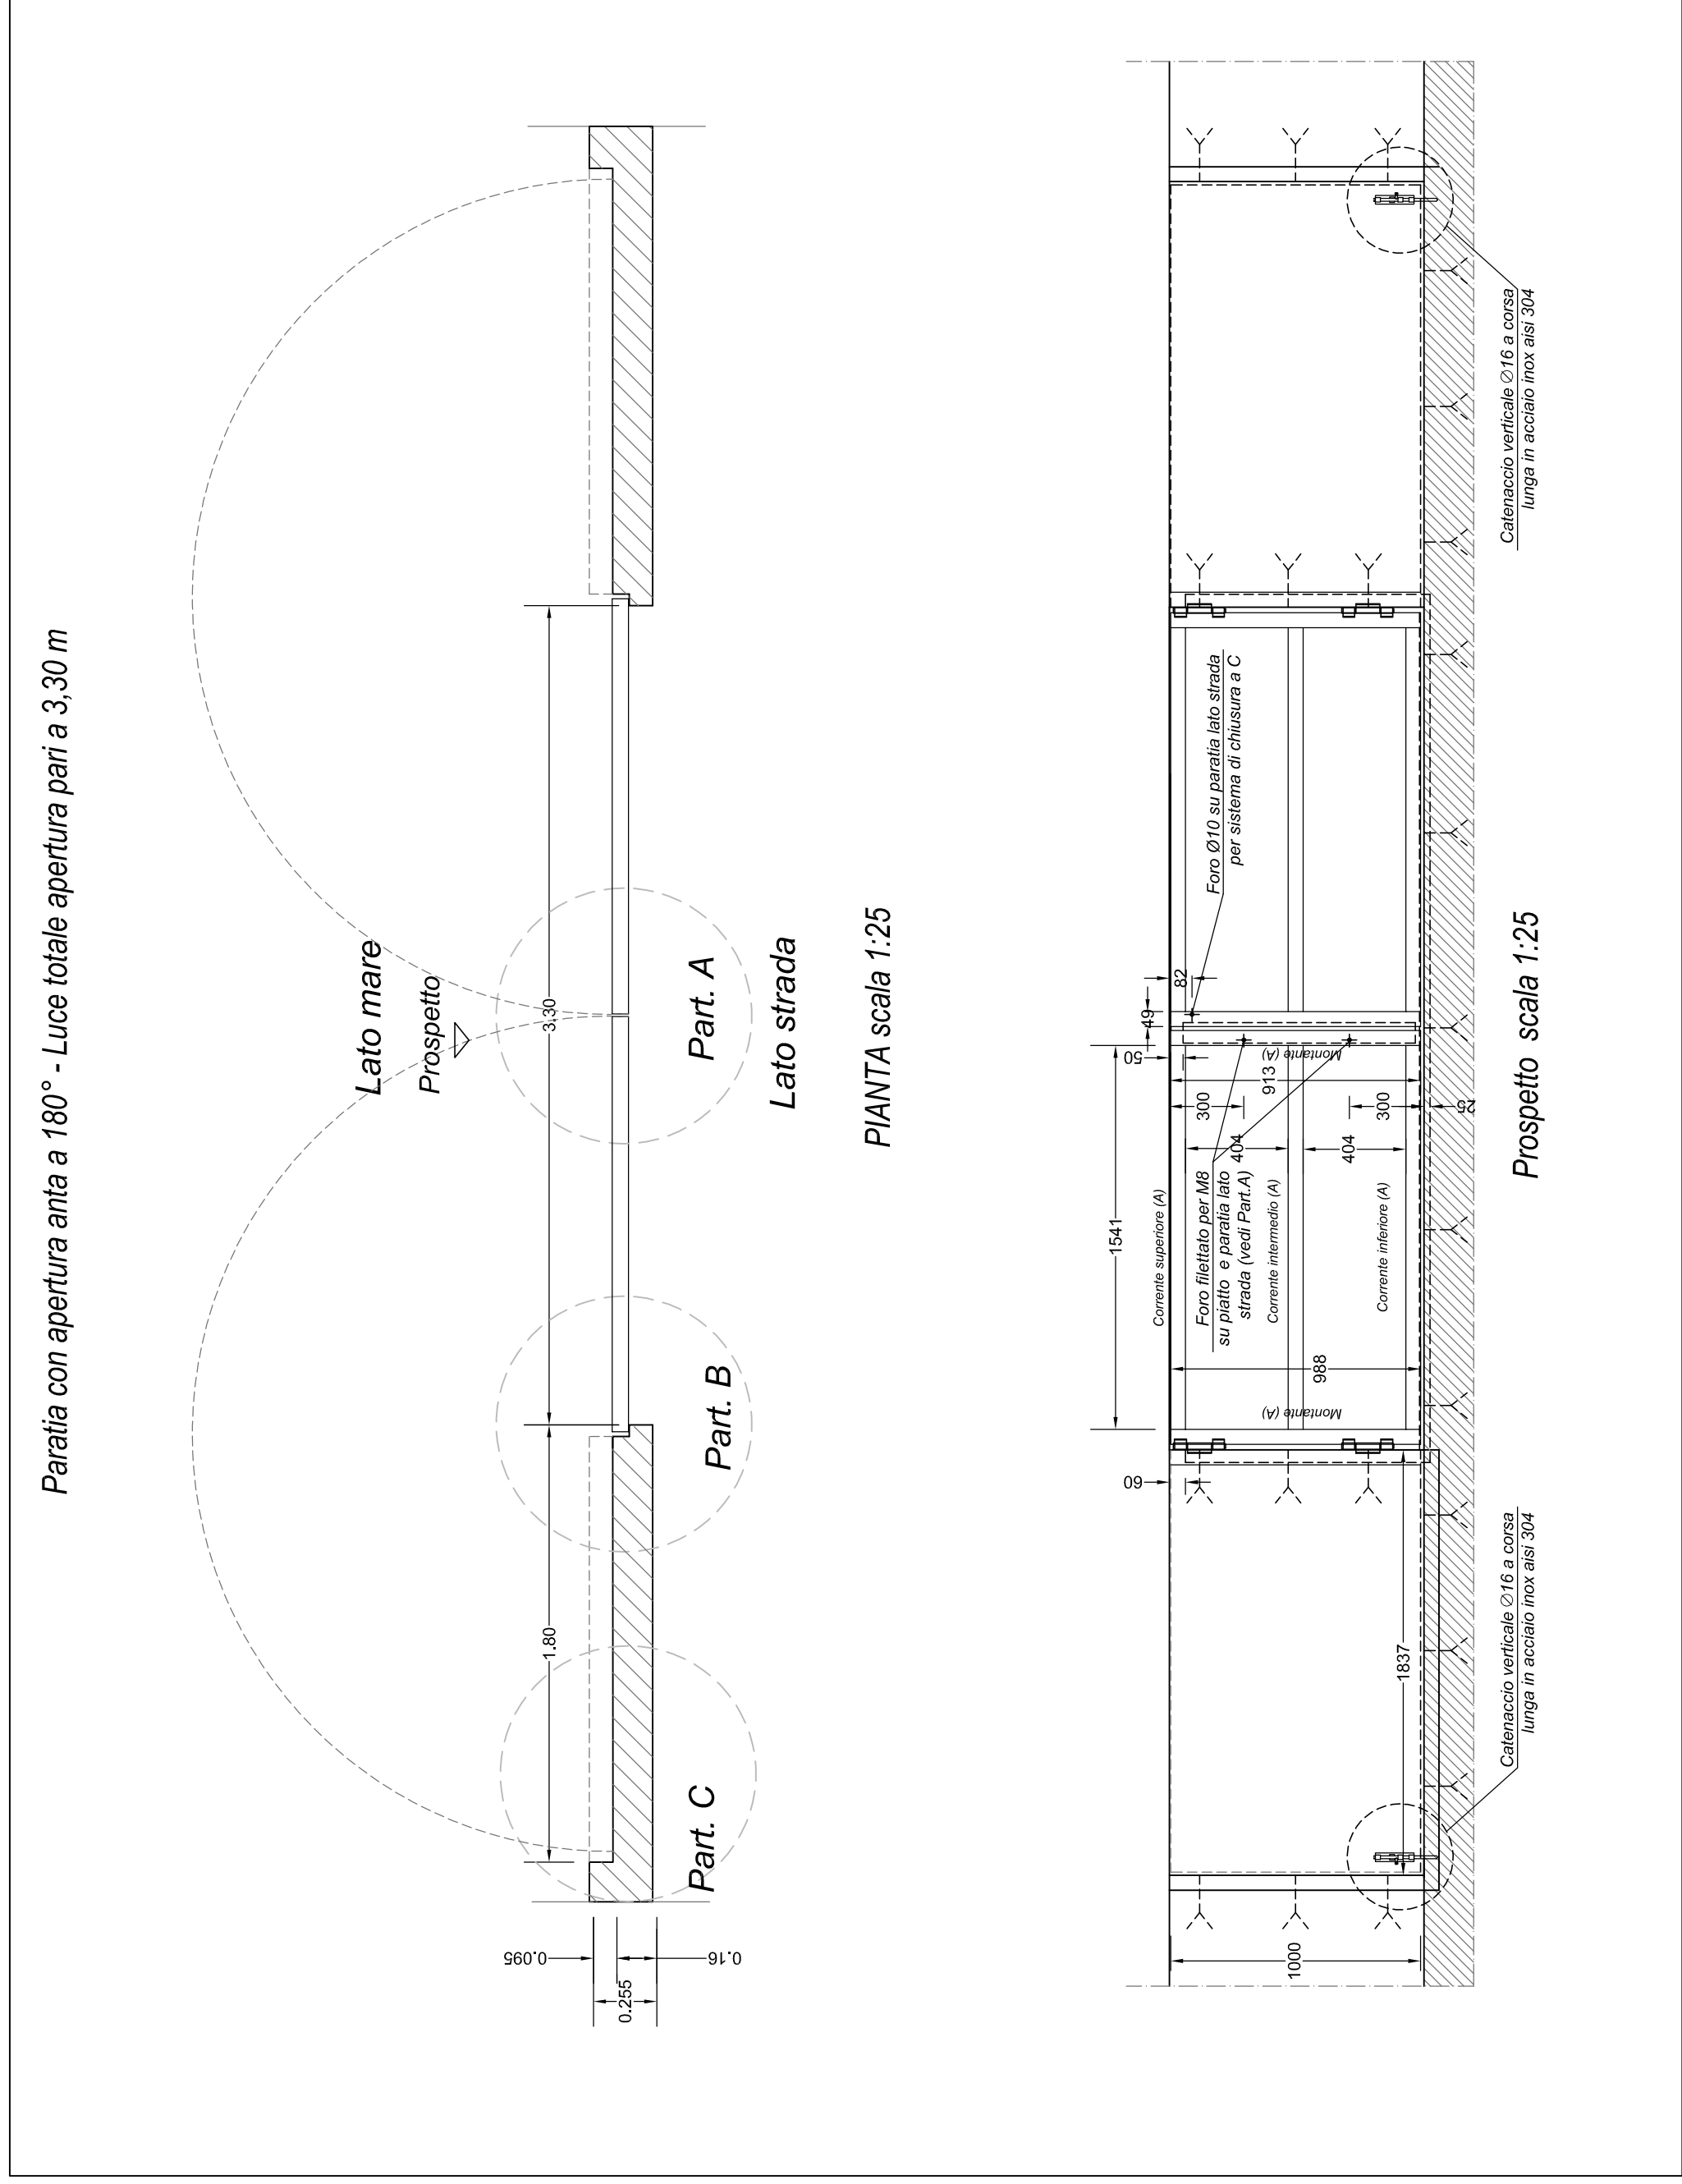 Paratia con apertura anta a 180° - Luce totale apertura pari a 3,30 m
Lato mare
Prospetto
1.80
3.30
0.095
0.255
0.16
Part. C
Part. B
Part. A
Lato strada
PIANTA scala 1:25
1541
60
50
49
82
Corrente superiore (A)
Foro filettato per M8
su piatto e paratia lato
strada (vedi Part.A)
Corrente intermedio (A)
Corrente inferiore (A)
Foro Ø10 su paratia lato strada
per sistema di chiusura a C
300
404
913
Montante (A)
Montante (A)
988
404
300
25
1000
1837
Catenaccio verticale ∅16 a corsa
lunga in acciaio inox aisi 304
Catenaccio verticale ∅16 a corsa
lunga in acciaio inox aisi 304
Prospetto scala 1:25